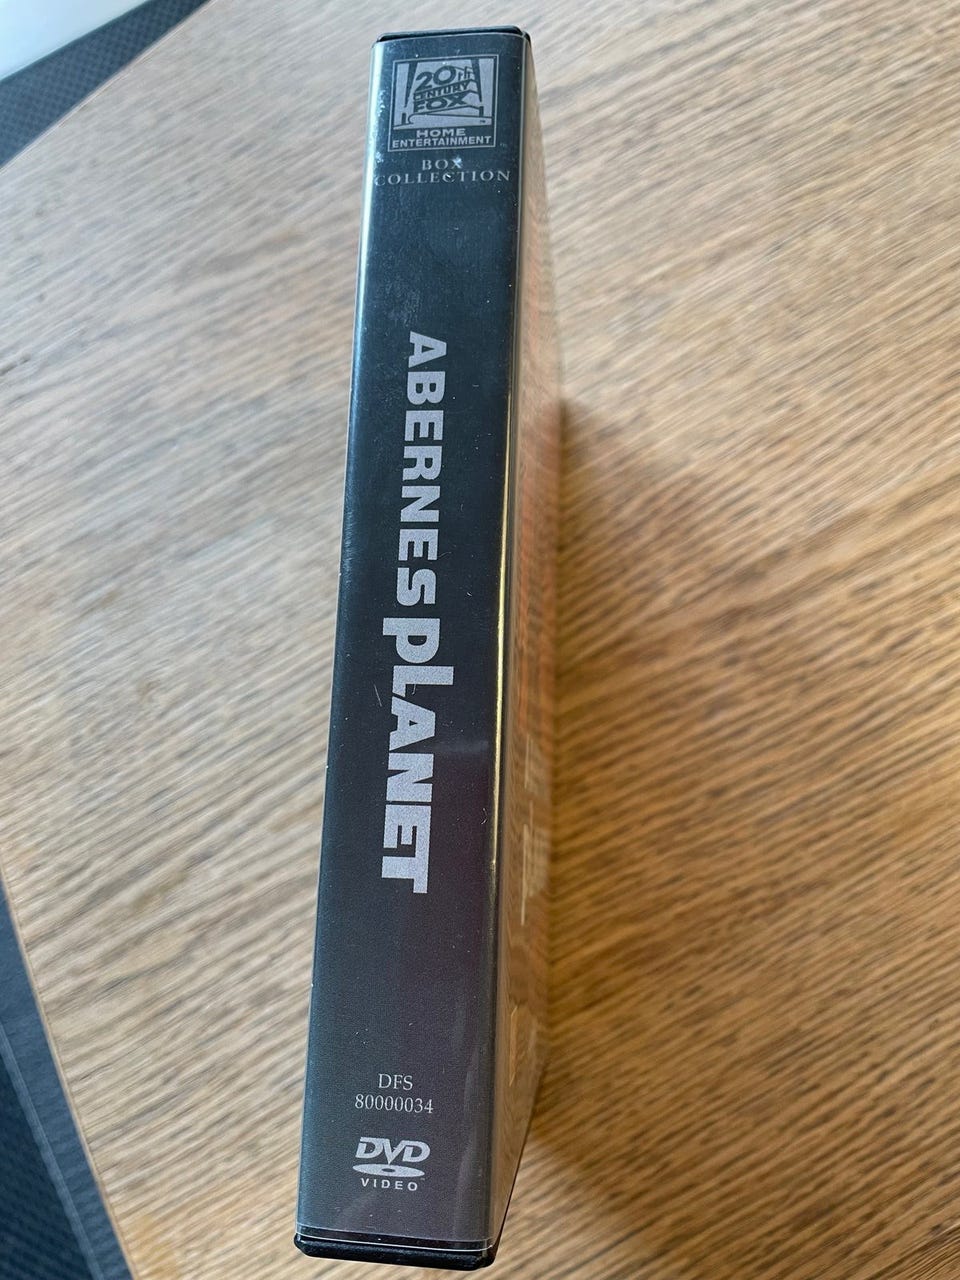 20th
CENTURY
FOX
HOME
ENTERTAINMENT
BOX
COLLECTION
ABERNES PLANET
DFS
80000034
DVD
VIDEO